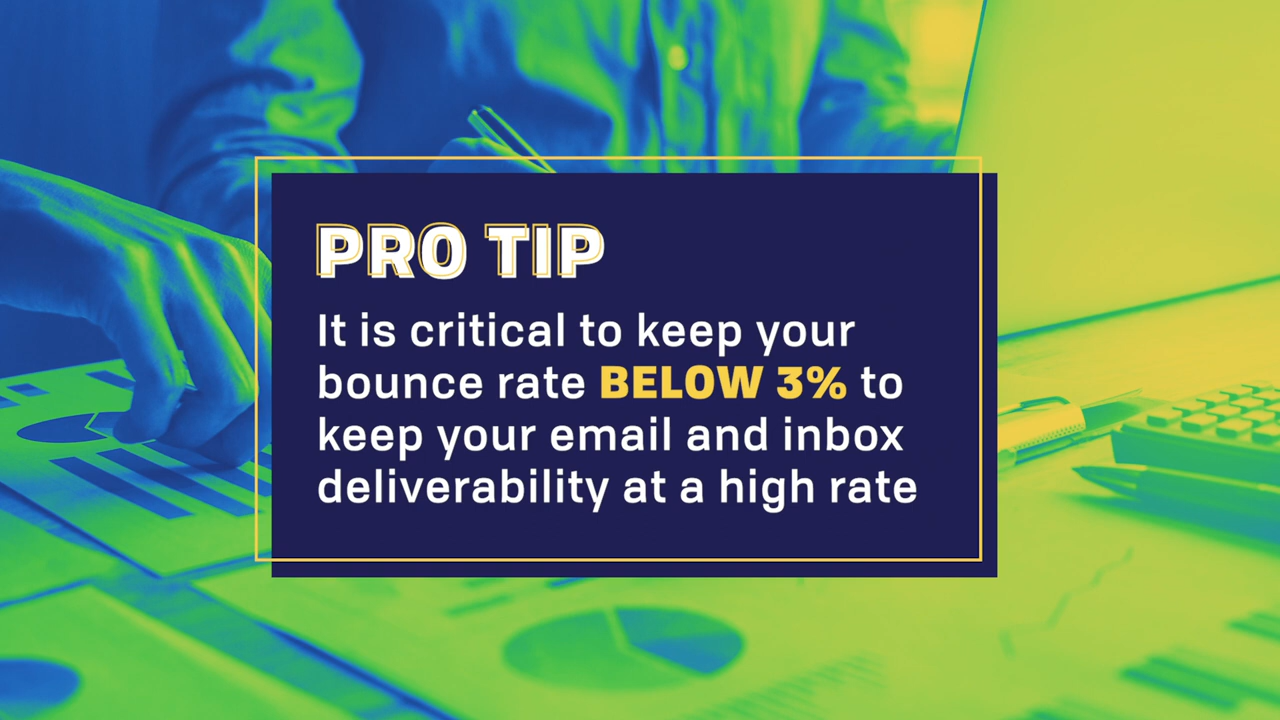 PRO TIP
It is critical to keep your
bounce rate BELOW 3% to
keep your email and inbox
deliverability at a high rate